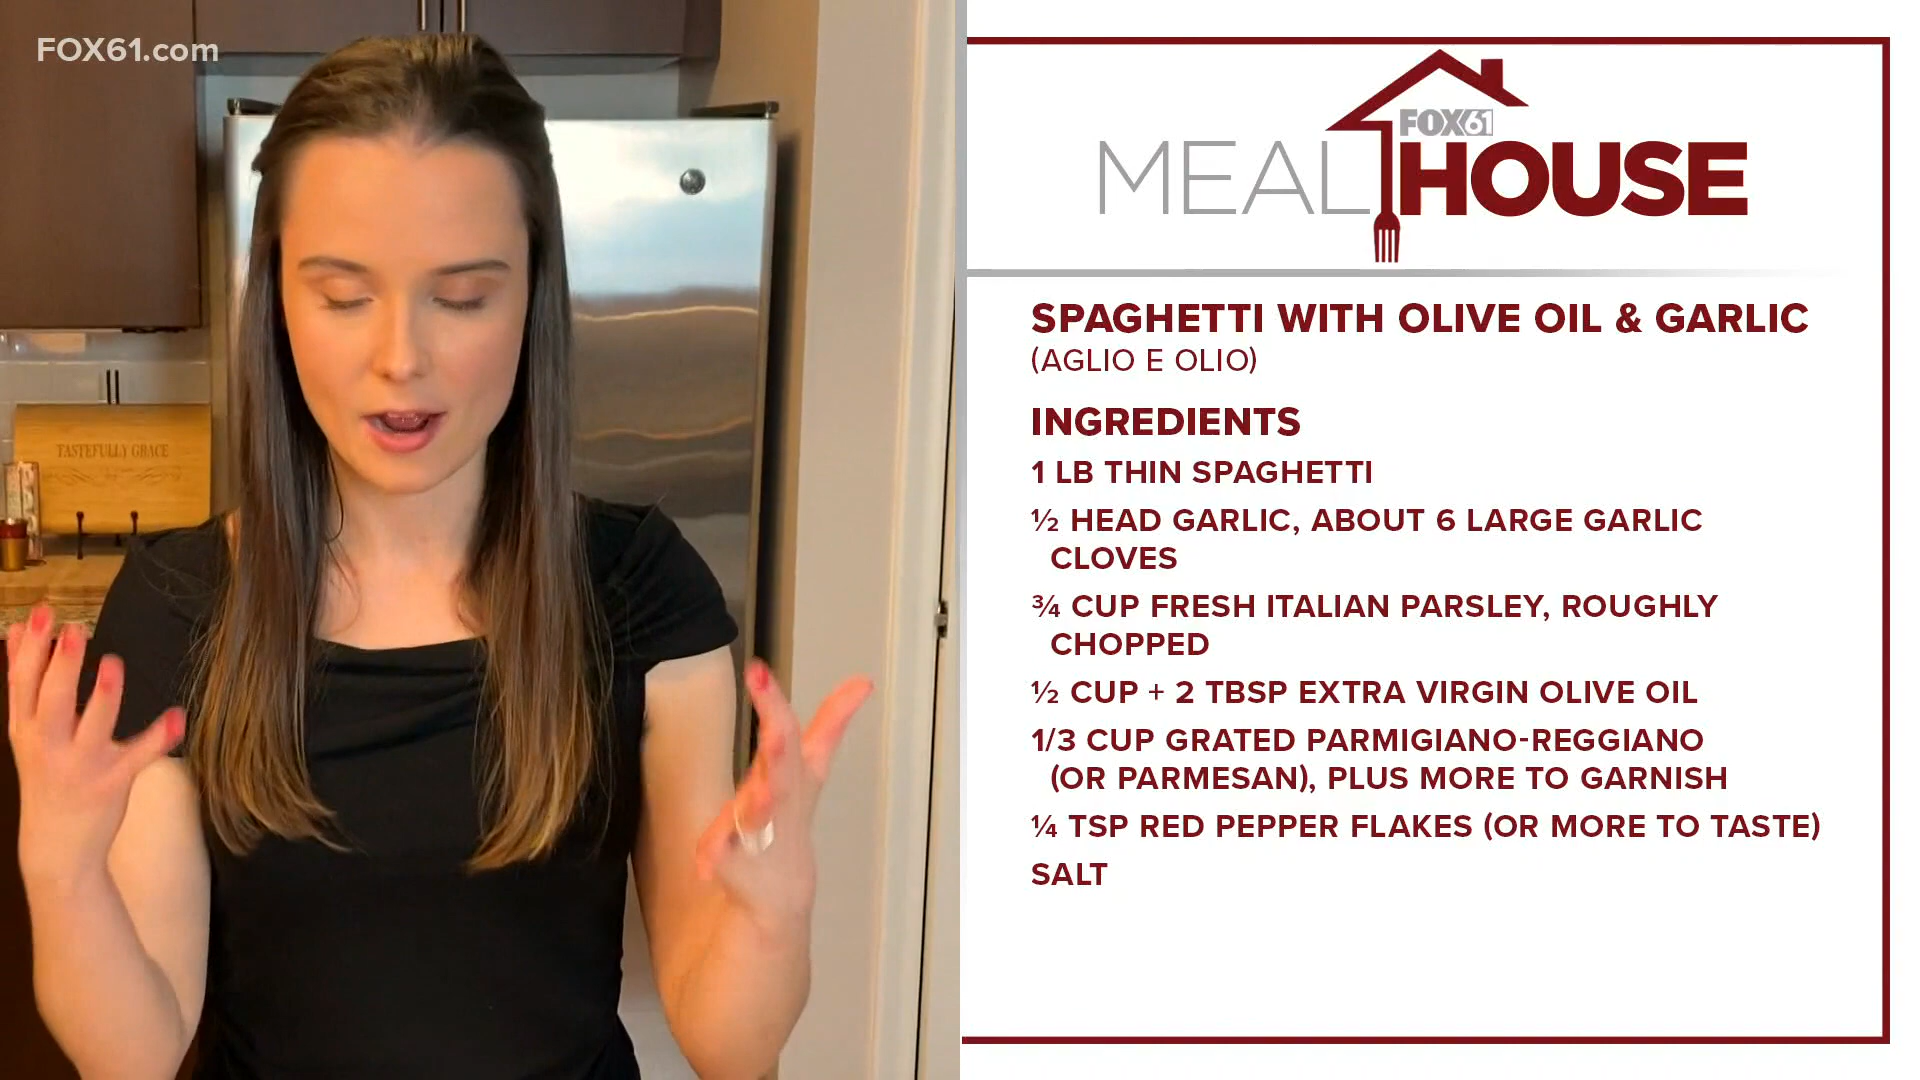 FOX61.com
TASTEFULLY GRACE
FOX61
MEAL HOUSE
SPAGHETTI WITH OLIVE OIL & GARLIC
(AGLIO E OLIO)
INGREDIENTS
1 LB THIN SPAGHETTI
½ HEAD GARLIC, ABOUT 6 LARGE GARLIC
CLOVES
¾ CUP FRESH ITALIAN PARSLEY, ROUGHLY
CHOPPED
½ CUP + 2 TBSP EXTRA VIRGIN OLIVE OIL
1/3 CUP GRATED PARMIGIANO-REGGIANO
(OR PARMESAN), PLUS MORE TO GARNISH
¼ TSP RED PEPPER FLAKES (OR MORE TO TASTE)
SALT